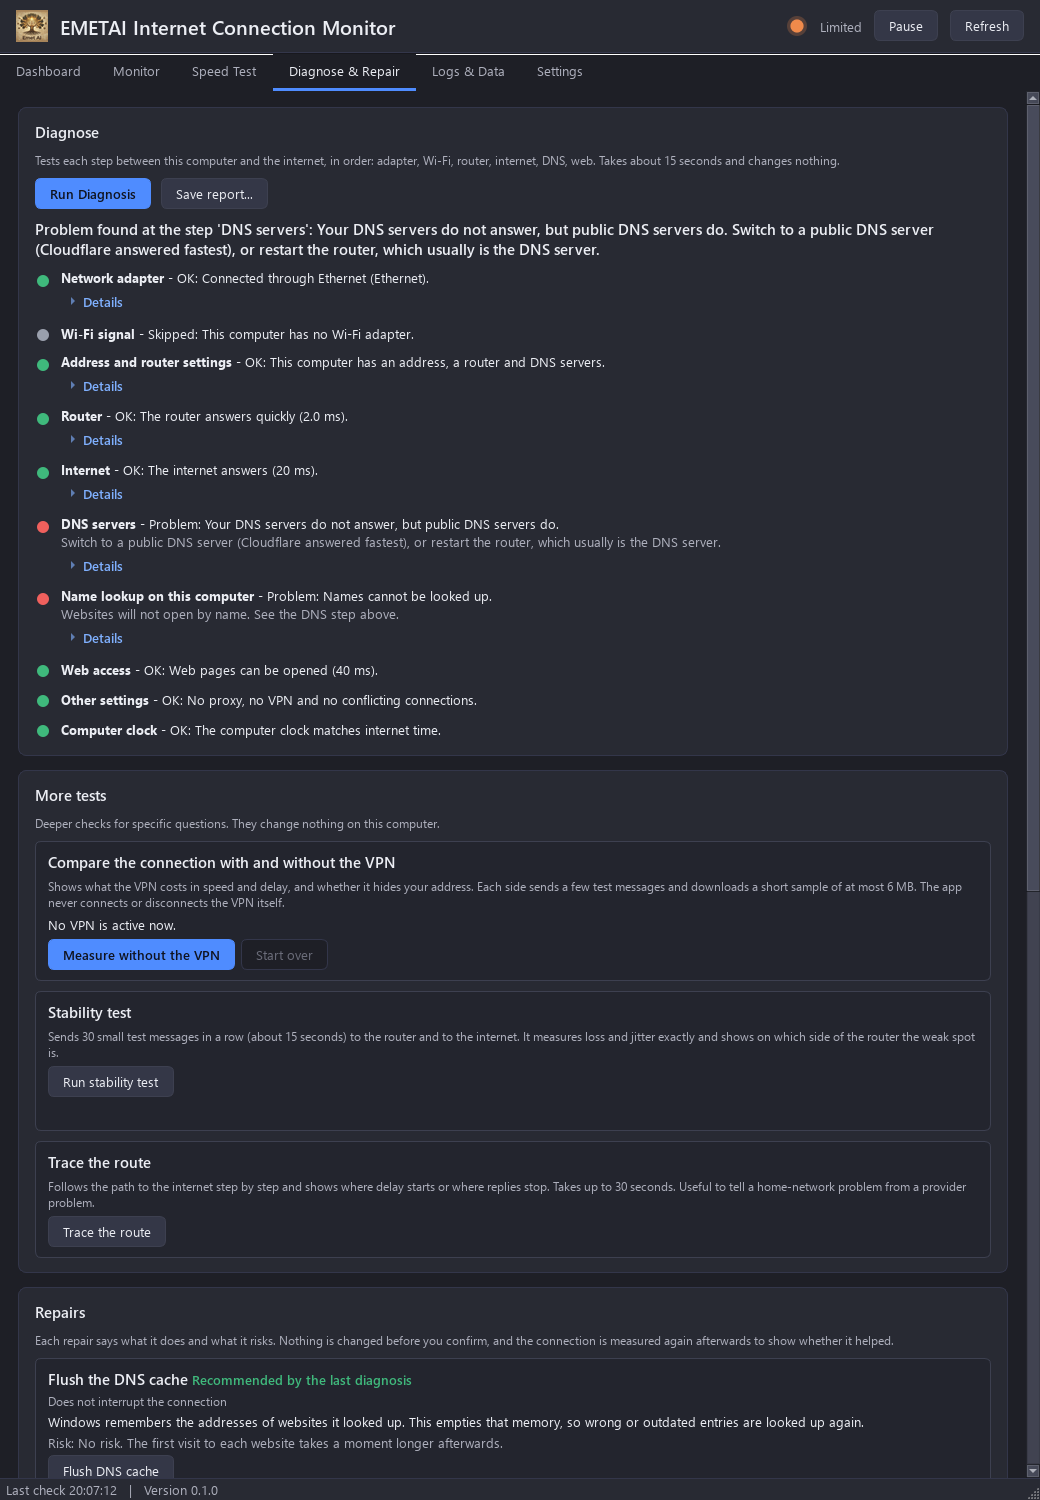 EMETAI Internet Connection Monitor
Limited
Pause
Refresh
Dashboard
Monitor
Speed Test
Diagnose & Repair
Logs & Data
Settings
Diagnose
Tests each step between this computer and the internet, in order: adapter, Wi-Fi, router, internet, DNS, web. Takes about 15 seconds and changes nothing.
Run Diagnosis
Save report...
Problem found at the step 'DNS servers': Your DNS servers do not answer, but public DNS servers do. Switch to a public DNS server
(Cloudflare answered fastest), or restart the router, which usually is the DNS server.
Network adapter - OK: Connected through Ethernet (Ethernet).
Details
Wi-Fi signal - Skipped: This computer has no Wi-Fi adapter.
Address and router settings - OK: This computer has an address, a router and DNS servers.
Details
Router - OK: The router answers quickly (2.0 ms).
Details
Internet - OK: The internet answers (20 ms).
Details
DNS servers - Problem: Your DNS servers do not answer, but public DNS servers do.
Switch to a public DNS server (Cloudflare answered fastest), or restart the router, which usually is the DNS server.
Details
Name lookup on this computer - Problem: Names cannot be looked up.
Websites will not open by name. See the DNS step above.
Details
Web access - OK: Web pages can be opened (40 ms).
Other settings - OK: No proxy, no VPN and no conflicting connections.
Computer clock - OK: The computer clock matches internet time.
More tests
Deeper checks for specific questions. They change nothing on this computer.
Compare the connection with and without the VPN
Shows what the VPN costs in speed and delay, and whether it hides your address. Each side sends a few test messages and downloads a short sample of at most 6 MB. The app
never connects or disconnects the VPN itself.
No VPN is active now.
Measure without the VPN
Start over
Stability test
Sends 30 small test messages in a row (about 15 seconds) to the router and to the internet. It measures loss and jitter exactly and shows on which side of the router the weak spot
is.
Run stability test
Trace the route
Follows the path to the internet step by step and shows where delay starts or where replies stop. Takes up to 30 seconds. Useful to tell a home-network problem from a provider
problem.
Trace the route
Repairs
Each repair says what it does and what it risks. Nothing is changed before you confirm, and the connection is measured again afterwards to show whether it helped.
Flush the DNS cache Recommended by the last diagnosis
Does not interrupt the connection
Windows remembers the addresses of websites it looked up. This empties that memory, so wrong or outdated entries are looked up again.
Risk: No risk. The first visit to each website takes a moment longer afterwards.
Flush DNS cache
Last check 20:07:12 | Version 0.1.0